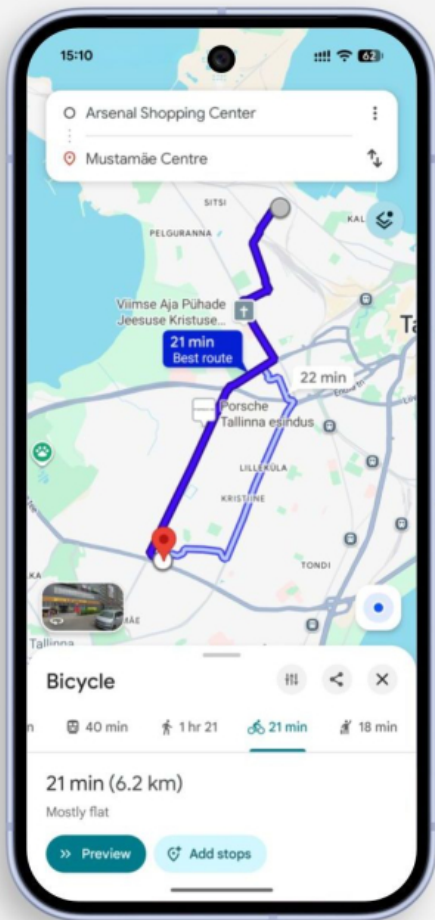 15:10
62
Arsenal Shopping Center
Mustamäe Centre
SITSI
PELGURANNA
KAL
Viimse Aja Pühade
Jeesuse Kristuse...
21 min
Best route
22 min
Porsche
Tallinna esindus
LILLEKÜLA
KRISTIINE
TONDI
MÄE
Tallinna
Bicycle
40 min
1 hr 21
21 min
18 min
21 min (6.2 km)
Mostly flat
Preview
Add stops